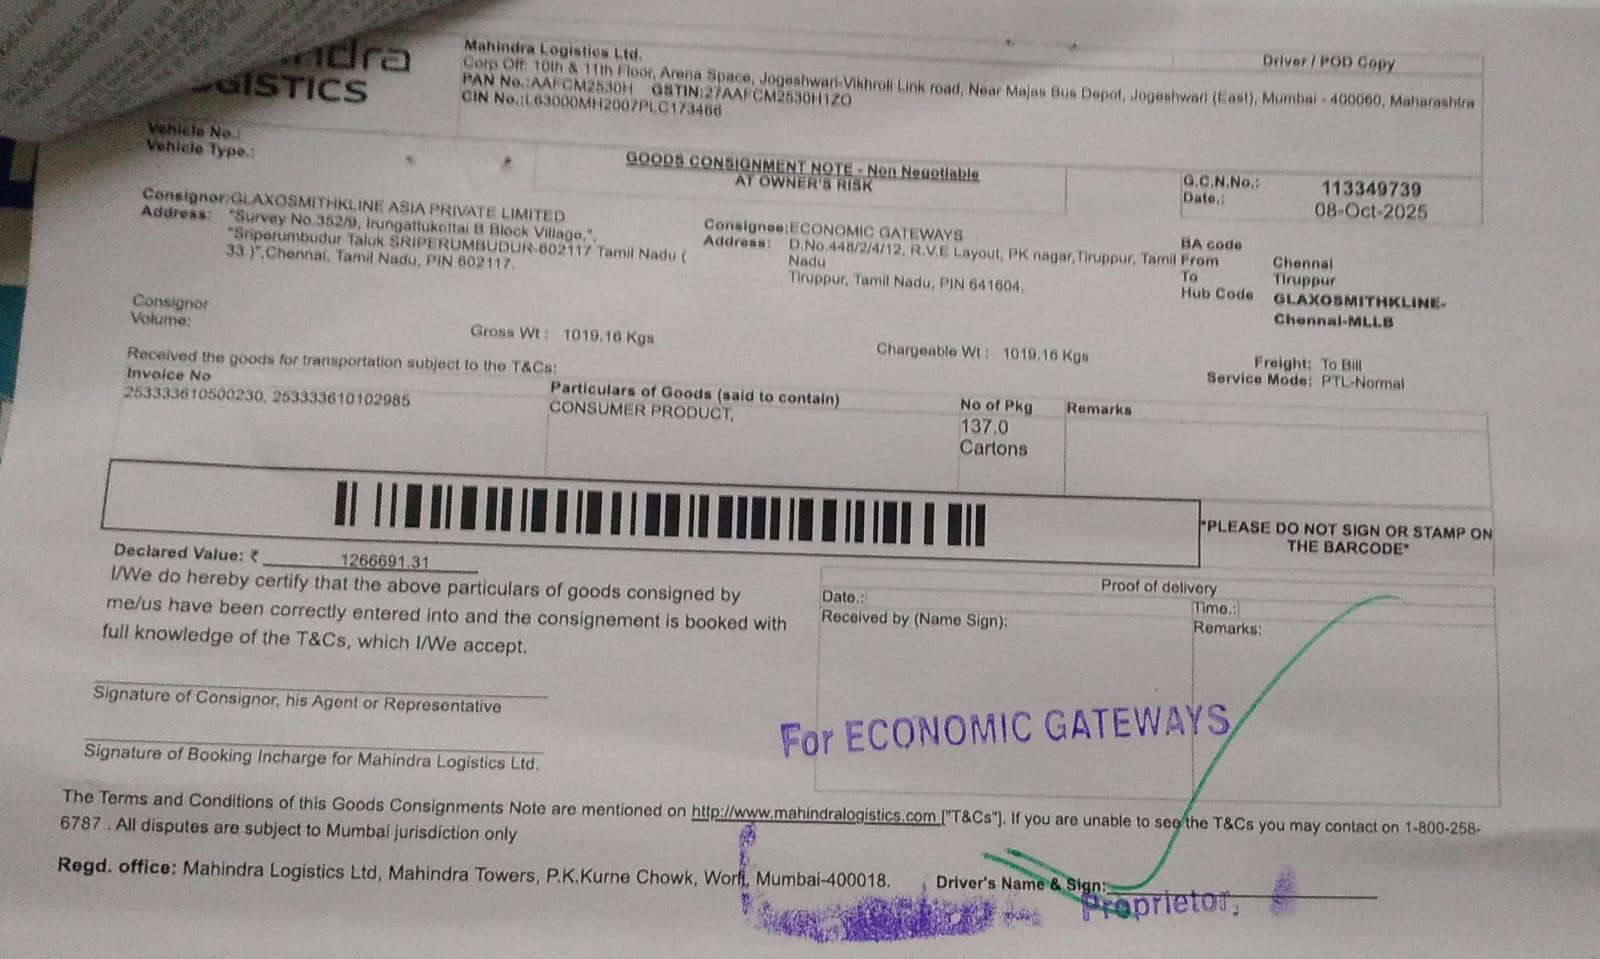 Mahindra Logistics Ltd.
Driver / POD Copy
Corp Off: 10th & 11th Floor, Arena Space, Jogeshwari-Vikhroli Link road, Near Majas Bus Depot, Jogeshwari (East), Mumbai - 400060, Maharashtra
PAN No.:AAFCM2530H GSTIN:27AAFCM2530H1ZO
CIN No.:L63000MH2007PLC173466
LOGISTICS
Vehicle No.:
Vehicle Type.:
GOODS CONSIGNMENT NOTE - Non Negotiable
AT OWNER'S RISK
G.C.N.No.: 113349739
Date.: 08-Oct-2025
Consignor:GLAXOSMITHKLINE ASIA PRIVATE LIMITED
Address: "Survey No.352/9, Irungattukottai B Block Village,",
"Sriperumbudur Taluk SRIPERUMBUDUR-602117 Tamil Nadu (
33 )",Chennai, Tamil Nadu, PIN 602117.
Consignee:ECONOMIC GATEWAYS
Address: D.No.448/2/4/12, R.V.E Layout, PK nagar,Tiruppur, Tamil
Nadu
Tiruppur, Tamil Nadu, PIN 641604.
BA code
From Chennai
To Tiruppur
Hub Code GLAXOSMITHKLINE-
Chennai-MLLB
Consignor
Volume:
Gross Wt : 1019.16 Kgs
Chargeable Wt : 1019.16 Kgs
Freight: To Bill
Service Mode: PTL-Normal
Received the goods for transportation subject to the T&Cs:
Invoice No
253333610500230, 253333610102985
Particulars of Goods (said to contain)
CONSUMER PRODUCT,
No of Pkg
137.0
Cartons
Remarks
*PLEASE DO NOT SIGN OR STAMP ON
THE BARCODE*
Declared Value: ₹ 1266691.31
I/We do hereby certify that the above particulars of goods consigned by
me/us have been correctly entered into and the consignement is booked with
full knowledge of the T&Cs, which I/We accept.
Proof of delivery
Date.:
Time.:
Received by (Name Sign):
Remarks:
Signature of Consignor, his Agent or Representative
For ECONOMIC GATEWAYS
Signature of Booking Incharge for Mahindra Logistics Ltd.
The Terms and Conditions of this Goods Consignments Note are mentioned on http://www.mahindralogistics.com ["T&Cs"]. If you are unable to see the T&Cs you may contact on 1-800-258-
6787 . All disputes are subject to Mumbai jurisdiction only
Regd. office: Mahindra Logistics Ltd, Mahindra Towers, P.K.Kurne Chowk, Worli, Mumbai-400018.
Driver's Name & Sign:
Proprietor,